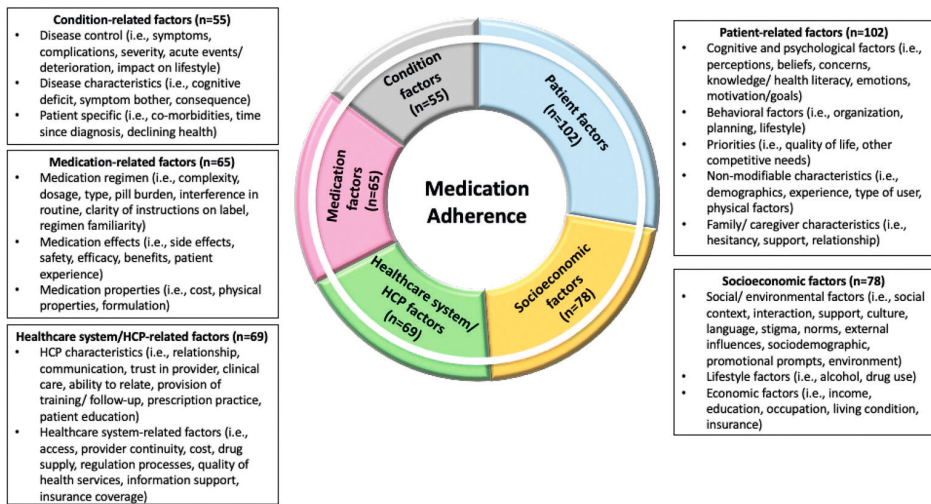 Condition-related factors (n=55)
• Disease control (i.e., symptoms,
complications, severity, acute events/
deterioration, impact on lifestyle)
• Disease characteristics (i.e., cognitive
deficit, symptom bother, consequence)
• Patient specific (i.e., co-morbidities, time
since diagnosis, declining health)
Medication-related factors (n=65)
• Medication regimen (i.e., complexity,
dosage, type, pill burden, interference in
routine, clarity of instructions on label,
regimen familiarity)
• Medication effects (i.e., side effects,
safety, efficacy, benefits, patient
experience)
• Medication properties (i.e., cost, physical
properties, formulation)
Healthcare system/HCP-related factors (n=69)
• HCP characteristics (i.e., relationship,
communication, trust in provider, clinical
care, ability to relate, provision of
training/ follow-up, prescription practice,
patient education)
• Healthcare system-related factors (i.e.,
access, provider continuity, cost, drug
supply, regulation processes, quality of
health services, information support,
insurance coverage)
Condition
factors
(n=55)
Patient factors
(n=102)
Medication
factors
(n=65)
Medication
Adherence
Healthcare system/
HCP factors
(n=69)
Socioeconomic
factors
(n=78)
Patient-related factors (n=102)
• Cognitive and psychological factors (i.e.,
perceptions, beliefs, concerns,
knowledge/ health literacy, emotions,
motivation/goals)
• Behavioral factors (i.e., organization,
planning, lifestyle)
• Priorities (i.e., quality of life, other
competitive needs)
• Non-modifiable characteristics (i.e.,
demographics, experience, type of user,
physical factors)
• Family/ caregiver characteristics (i.e.,
hesitancy, support, relationship)
Socioeconomic factors (n=78)
• Social/ environmental factors (i.e., social
context, interaction, support, culture,
language, stigma, norms, external
influences, sociodemographic,
promotional prompts, environment)
• Lifestyle factors (i.e., alcohol, drug use)
• Economic factors (i.e., income,
education, occupation, living condition,
insurance)